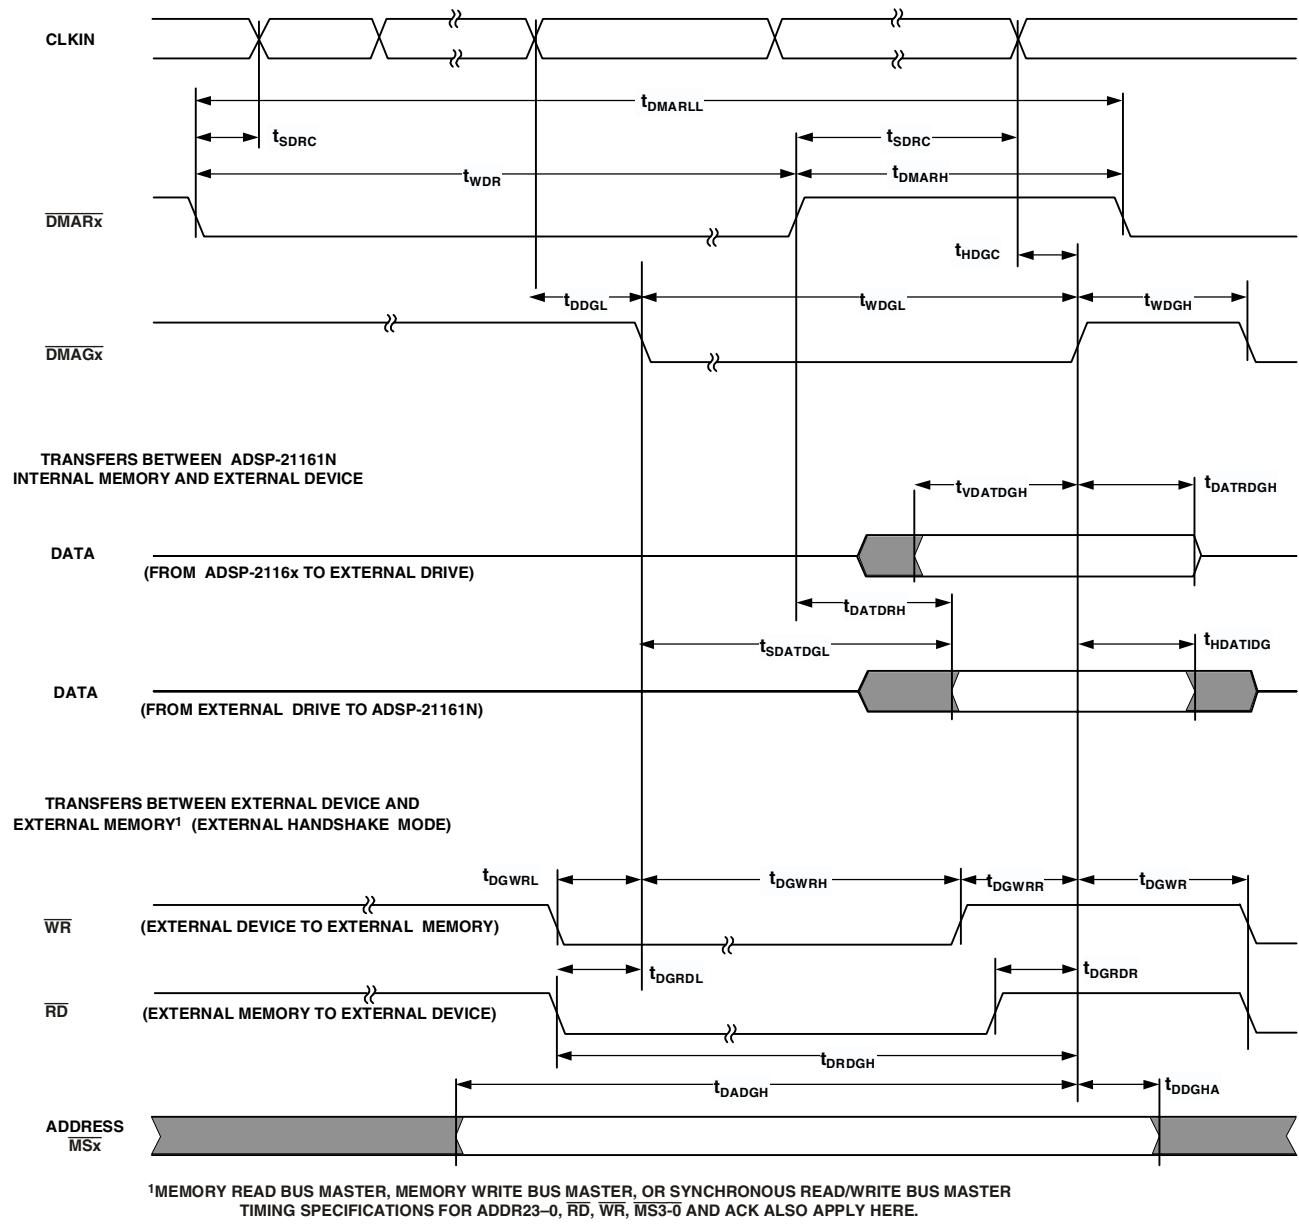 CLKIN
tDMARLL
tSDRC
tSDRC
tWDR
tDMARH
DMARx
tHDGC
tDDGL
tWDGL
tWDGH
DMAGx
TRANSFERS BETWEEN ADSP-21161N
INTERNAL MEMORY AND EXTERNAL DEVICE
tVDATDGH
tDATRDGH
DATA
(FROM ADSP-2116x TO EXTERNAL DRIVE)
tDATDRH
tSDATDGL
tHDATIDG
DATA
(FROM EXTERNAL DRIVE TO ADSP-21161N)
TRANSFERS BETWEEN EXTERNAL DEVICE AND
EXTERNAL MEMORY1 (EXTERNAL HANDSHAKE MODE)
tDGWRL
tDGWRH
tDGWRR
tDGWR
WR
(EXTERNAL DEVICE TO EXTERNAL MEMORY)
tDGRDL
tDGRDR
RD
(EXTERNAL MEMORY TO EXTERNAL DEVICE)
tDRDGH
tDADGH
tDDGHA
ADDRESS
MSx
1MEMORY READ BUS MASTER, MEMORY WRITE BUS MASTER, OR SYNCHRONOUS READ/WRITE BUS MASTER
TIMING SPECIFICATIONS FOR ADDR23–0, RD, WR, MS3-0 AND ACK ALSO APPLY HERE.